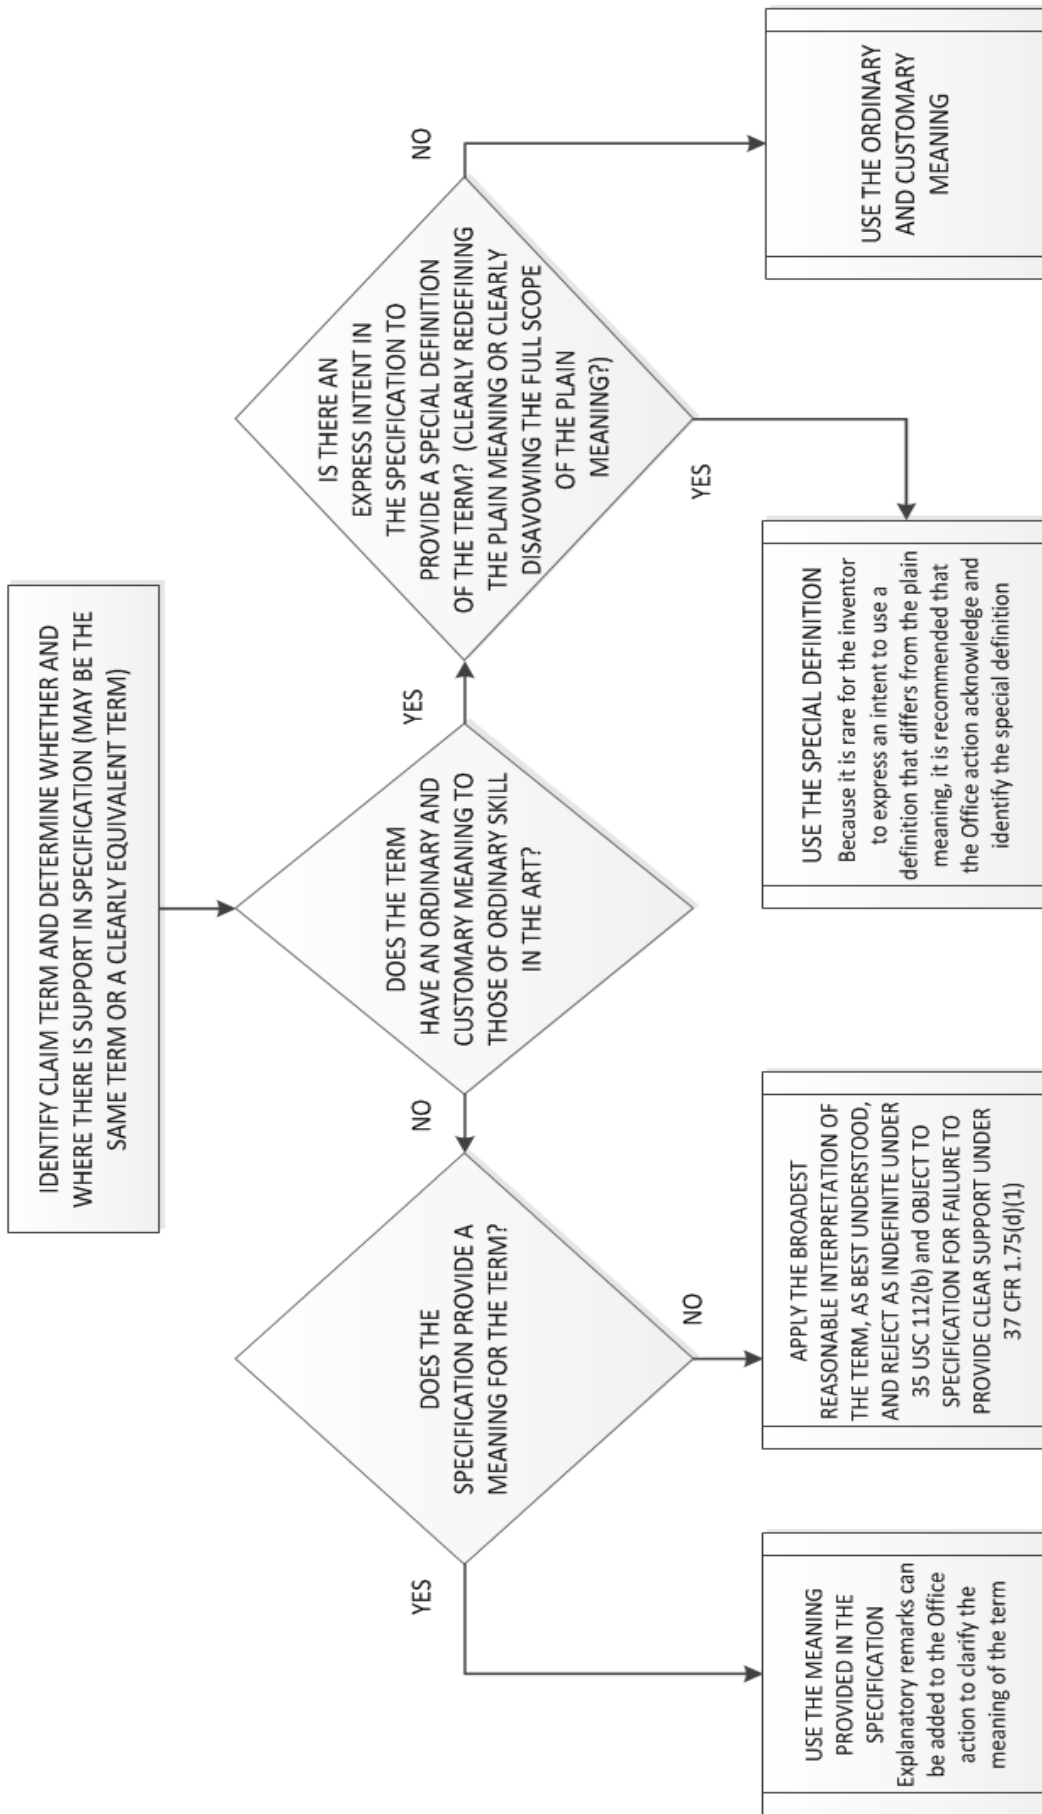 IDENTIFY CLAIM TERM AND DETERMINE WHETHER AND
WHERE THERE IS SUPPORT IN SPECIFICATION (MAY BE THE
SAME TERM OR A CLEARLY EQUIVALENT TERM)
DOES THE TERM
HAVE AN ORDINARY AND
CUSTOMARY MEANING TO
THOSE OF ORDINARY SKILL
IN THE ART?
NO
YES
DOES THE
SPECIFICATION PROVIDE A
MEANING FOR THE TERM?
YES
NO
IS THERE AN
EXPRESS INTENT IN
THE SPECIFICATION TO
PROVIDE A SPECIAL DEFINITION
OF THE TERM? (CLEARLY REDEFINING
THE PLAIN MEANING OR CLEARLY
DISAVOWING THE FULL SCOPE
OF THE PLAIN
MEANING?)
YES
NO
USE THE MEANING
PROVIDED IN THE
SPECIFICATION
Explanatory remarks can
be added to the Office
action to clarify the
meaning of the term
APPLY THE BROADEST
REASONABLE INTERPRETATION OF
THE TERM, AS BEST UNDERSTOOD,
AND REJECT AS INDEFINITE UNDER
35 USC 112(b) and OBJECT TO
SPECIFICATION FOR FAILURE TO
PROVIDE CLEAR SUPPORT UNDER
37 CFR 1.75(d)(1)
USE THE SPECIAL DEFINITION
Because it is rare for the inventor
to express an intent to use a
definition that differs from the plain
meaning, it is recommended that
the Office action acknowledge and
identify the special definition
USE THE ORDINARY
AND CUSTOMARY
MEANING